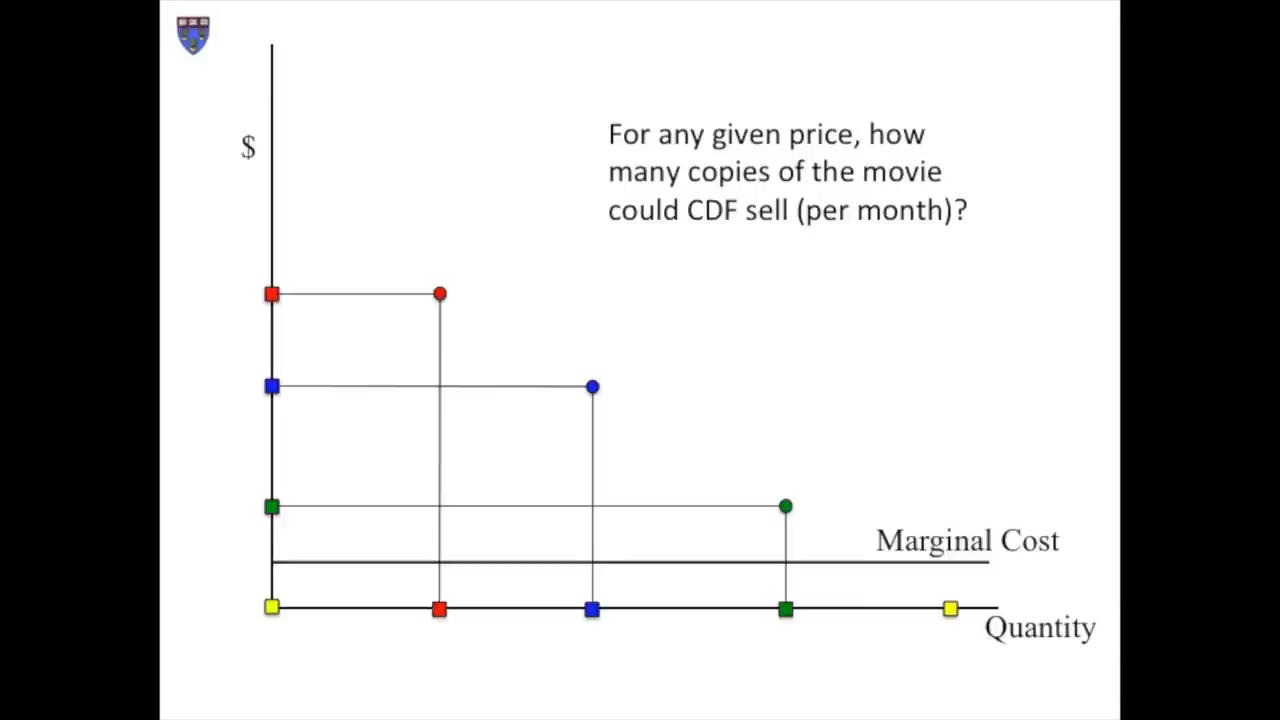 $
For any given price, how
many copies of the movie
could CDF sell (per month)?
Marginal Cost
Quantity